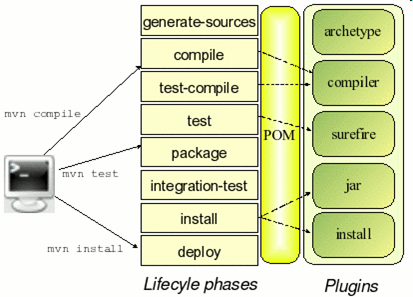 generate-sources
compile
test-compile
test
package
integration-test
install
deploy
mvn compile
mvn test
mvn install
POM
archetype
compiler
surefire
jar
install
Lifecyle phases
Plugins